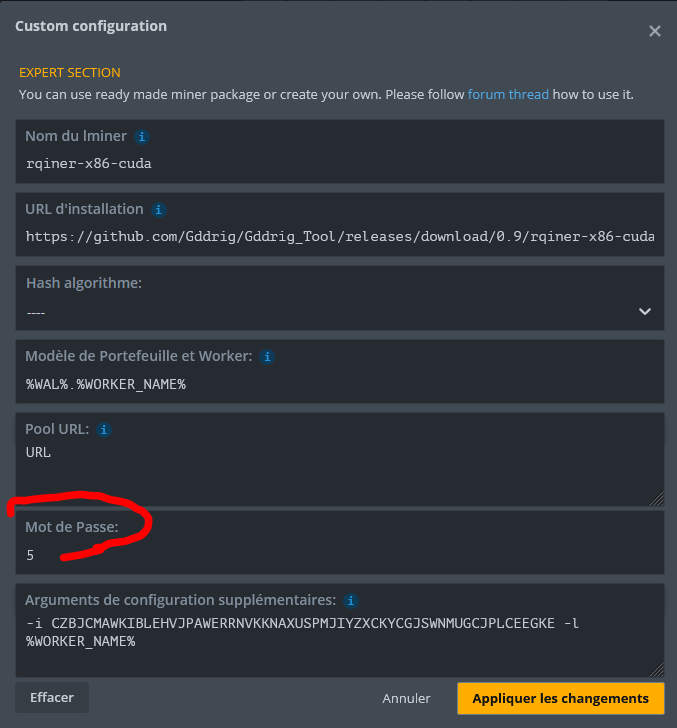 Custom configuration
EXPERT SECTION
You can use ready made miner package or create your own. Please follow forum thread how to use it.
Nom du lminer
rqiner-x86-cuda
URL d'installation
https://github.com/Gddrig/Gddrig_Tool/releases/download/0.9/rqiner-x86-cuda
Hash algorithme:
----
Modèle de Portefeuille et Worker:
%WAL%.%WORKER_NAME%
Pool URL:
URL
Mot de Passe:
5
Arguments de configuration supplémentaires:
-i CZBJCMAWKIBLEHVJPAWERRNVKKNAXUSPMJIYZXCKYCGJSWNMUGCJPLCEEGKE -l
%WORKER_NAME%
Effacer
Annuler
Appliquer les changements